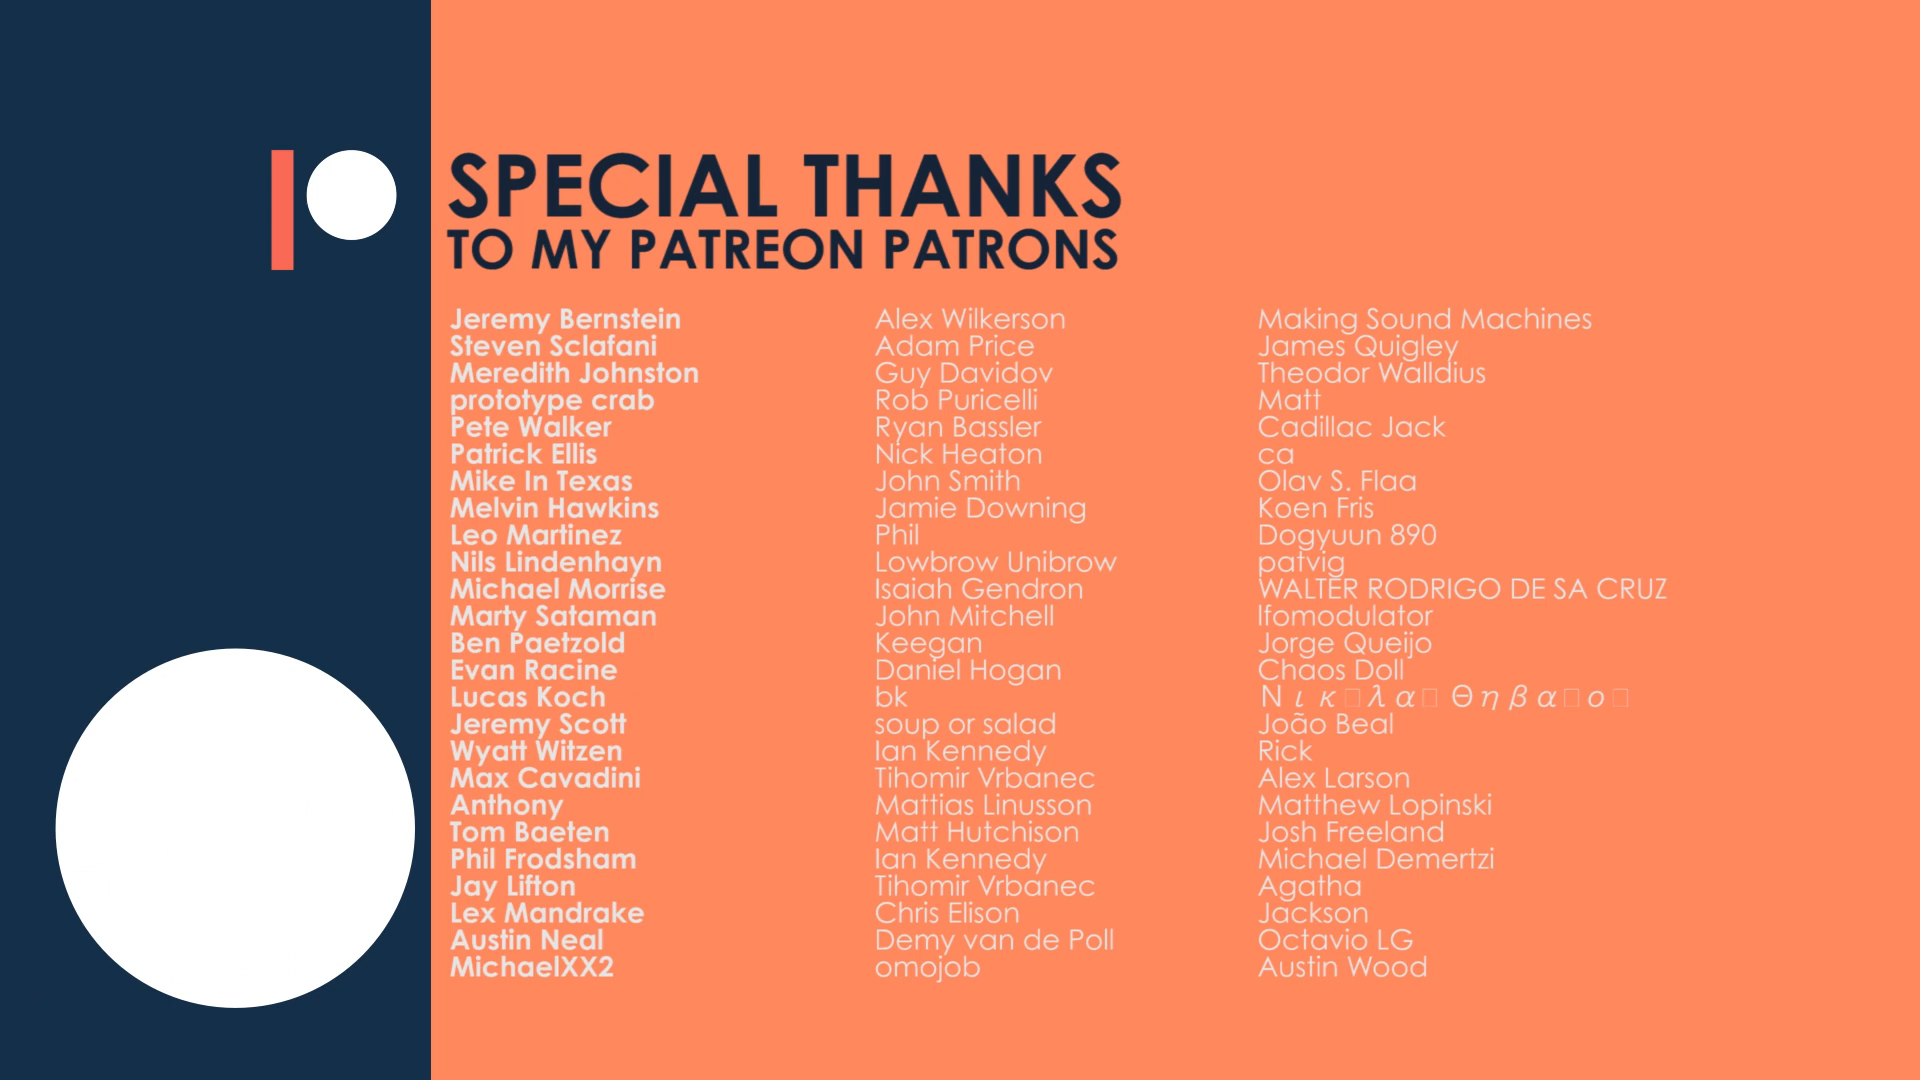 SPECIAL THANKS
TO MY PATREON PATRONS
Jeremy Bernstein
Steven Sclafani
Meredith Johnston
prototype crab
Pete Walker
Patrick Ellis
Mike In Texas
Melvin Hawkins
Leo Martinez
Nils Lindenhayn
Michael Morrise
Marty Sataman
Ben Paetzold
Evan Racine
Lucas Koch
Jeremy Scott
Wyatt Witzen
Max Cavadini
Anthony
Tom Baeten
Phil Frodsham
Jay Lifton
Lex Mandrake
Austin Neal
MichaelXX2
Alex Wilkerson
Adam Price
Guy Davidov
Rob Puricelli
Ryan Bassler
Nick Heaton
John Smith
Jamie Downing
Phil
Lowbrow Unibrow
Isaiah Gendron
John Mitchell
Keegan
Daniel Hogan
bk
soup or salad
Ian Kennedy
Tihomir Vrbanec
Mattias Linusson
Matt Hutchison
Ian Kennedy
Tihomir Vrbanec
Chris Elison
Demy van de Poll
omojob
Making Sound Machines
James Quigley
Theodor Walldius
Matt
Cadillac Jack
ca
Olav S. Flaa
Koen Fris
Dogyuun 890
patvig
WALTER RODRIGO DE SA CRUZ
lfomodulator
Jorge Queijo
Chaos Doll
Νικ□λα□ Θηβα□ο□
João Beal
Rick
Alex Larson
Matthew Lopinski
Josh Freeland
Michael Demertzi
Agatha
Jackson
Octavio LG
Austin Wood